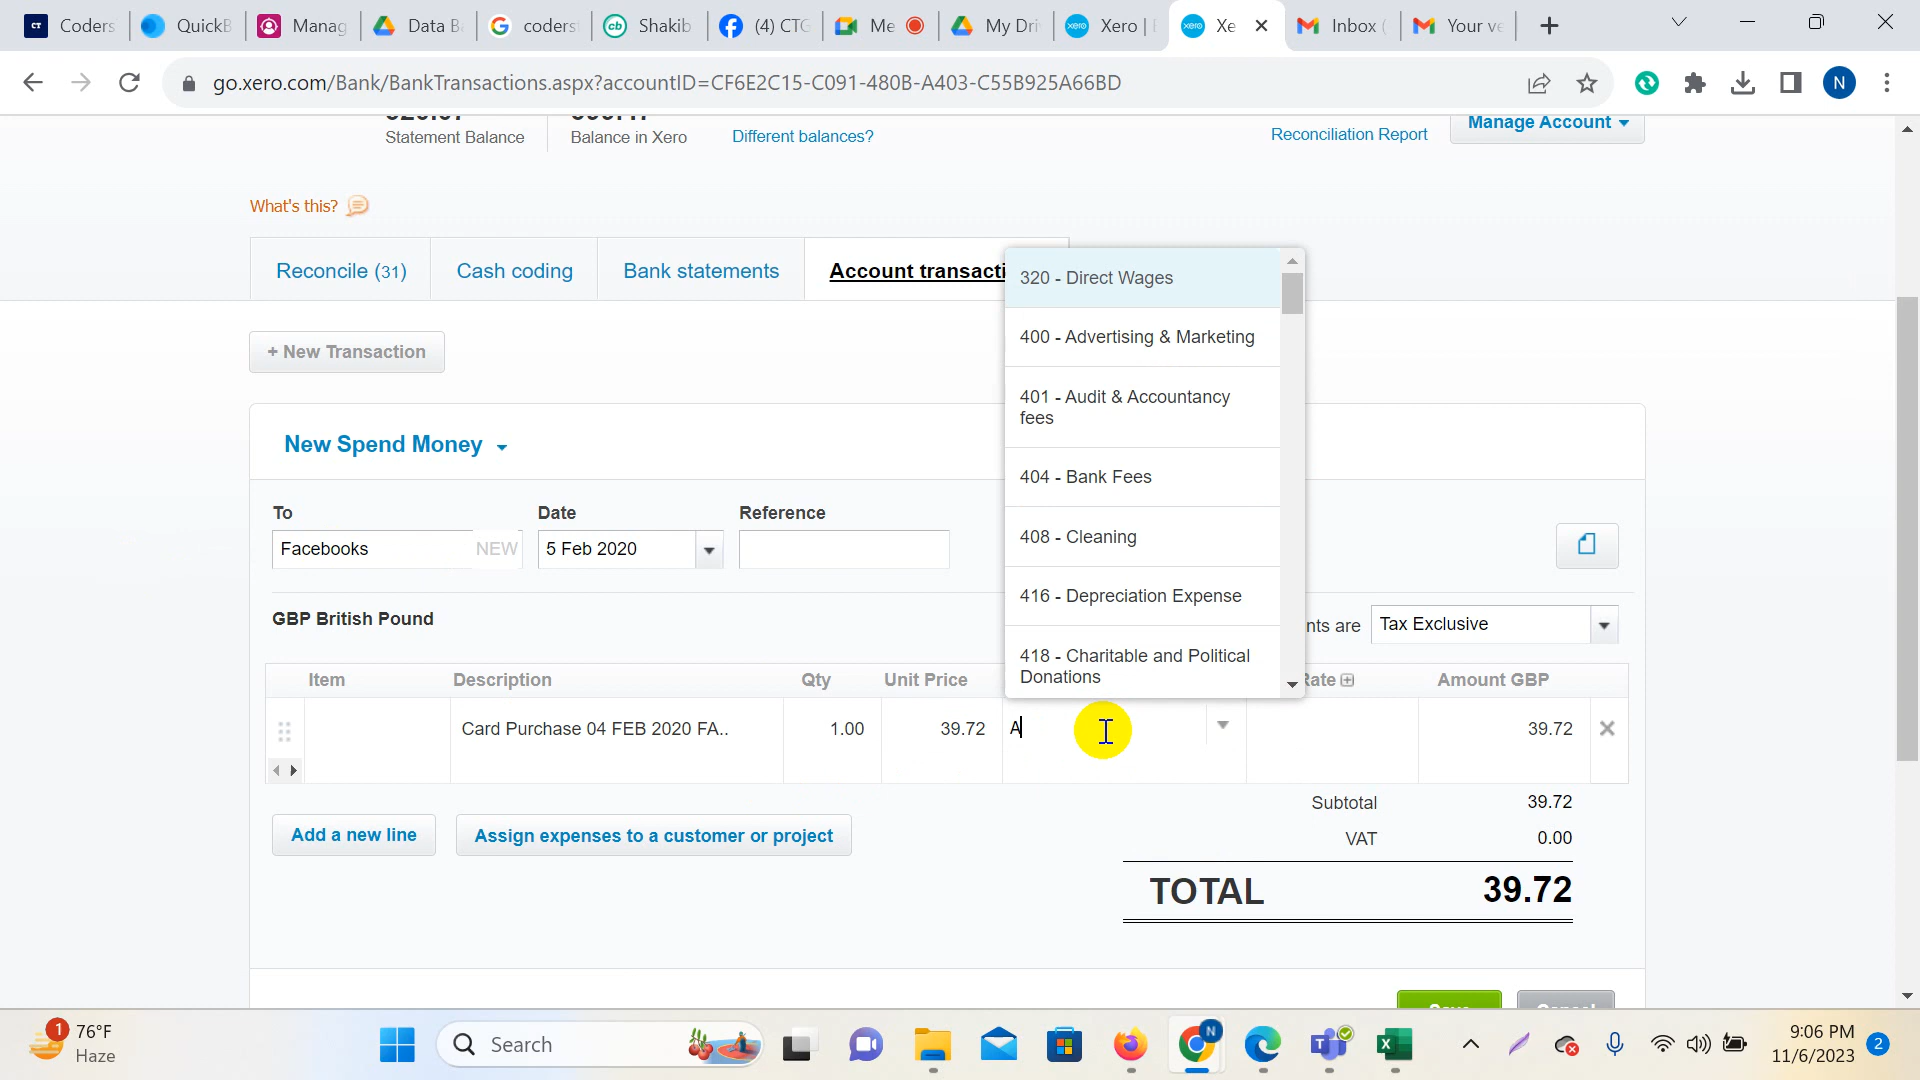 Coders
QuickB
Manag
Data B
coders
Shakib
(4) CTG
Me
My Dri
Xero |
Xe
Inbox (
Your ve
go.xero.com/Bank/BankTransactions.aspx?accountID=CF6E2C15-C091-480B-A403-C55B925A66BD
N
Statement Balance
Balance in Xero
Different balances?
Reconciliation Report
Manage Account
What's this?
Reconcile (31)
Cash coding
Bank statements
Account transacti
320 - Direct Wages
400 - Advertising & Marketing
401 - Audit & Accountancy
fees
404 - Bank Fees
408 - Cleaning
416 - Depreciation Expense
418 - Charitable and Political
Donations
+ New Transaction
New Spend Money
To
Date
Reference
Facebooks
NEW
5 Feb 2020
GBP British Pound
nts are
Tax Exclusive
Item
Description
Qty
Unit Price
Rate
Amount GBP
Card Purchase 04 FEB 2020 FA..
1.00
39.72
A
39.72
Add a new line
Assign expenses to a customer or project
Subtotal
39.72
VAT
0.00
TOTAL
39.72
1
76°F
Haze
Search
N
9:06 PM
11/6/2023
2